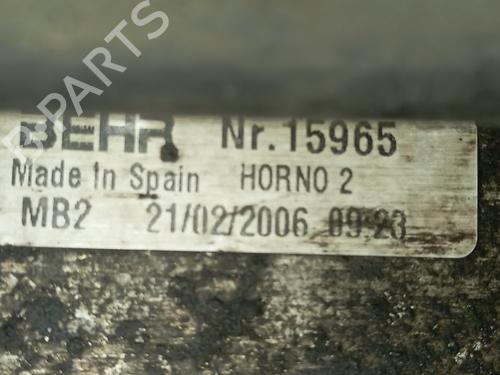 BEHR Nr.15965
Made In Spain HORNO 2
MB2 21/02/2006 09:23
B-PARTS